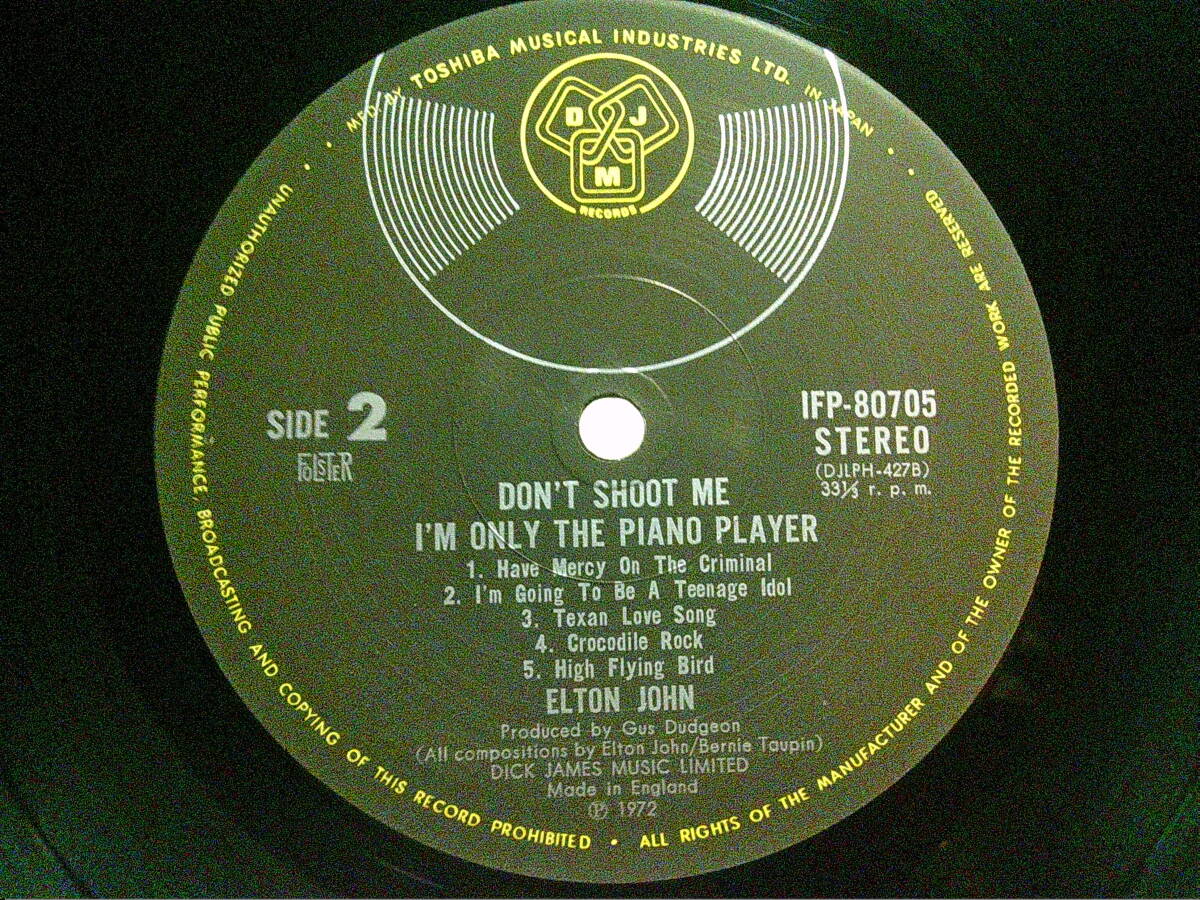 MFD. BY TOSHIBA MUSICAL INDUSTRIES LTD. IN JAPAN
D J
M
RECORDS
SIDE 2
FOLSTER
IFP-80705
STEREO
(DJLPH-427B)
33⅓ r. p. m.
DON'T SHOOT ME
I'M ONLY THE PIANO PLAYER
1. Have Mercy On The Criminal
2. I'm Going To Be A Teenage Idol
3. Texan Love Song
4. Crocodile Rock
5. High Flying Bird
ELTON JOHN
Produced by Gus Dudgeon
(All compositions by Elton John/Bernie Taupin)
DICK JAMES MUSIC LIMITED
Made in England
℗ 1972
UNAUTHORIZED PUBLIC PERFORMANCE, BROADCASTING AND COPYING OF THIS RECORD PROHIBITED • ALL RIGHTS OF THE MANUFACTURER AND OF THE OWNER OF THE RECORDED WORK ARE RESERVED